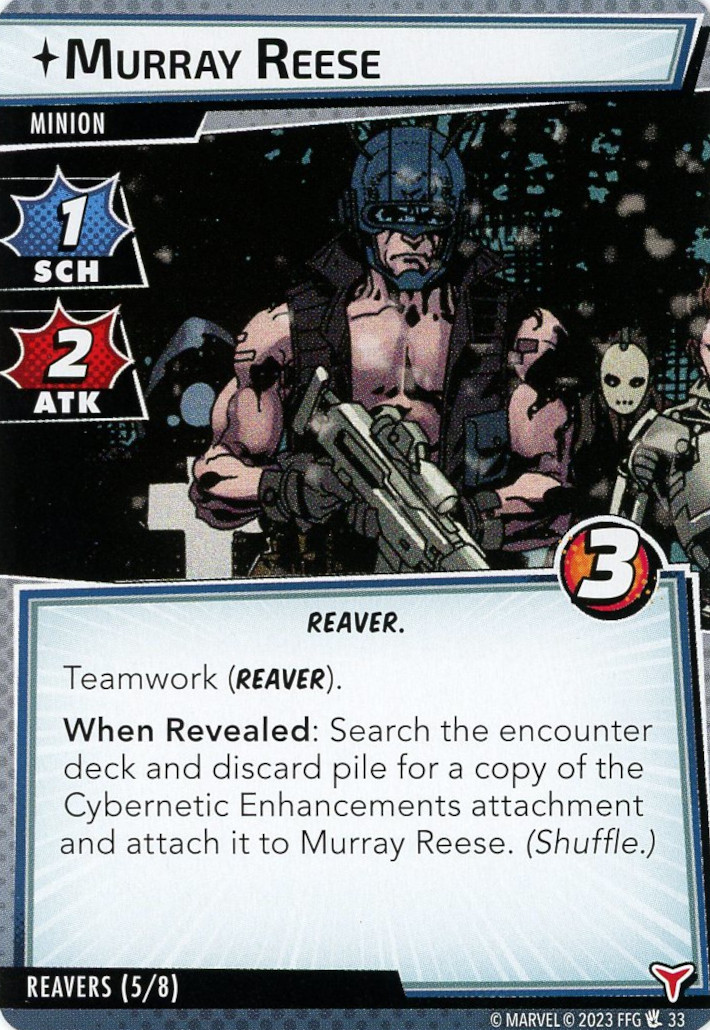 Murray Reese
MINION
1
SCH
2
ATK
3
REAVER.
Teamwork (REAVER).
When Revealed: Search the encounter
deck and discard pile for a copy of the
Cybernetic Enhancements attachment
and attach it to Murray Reese. (Shuffle.)
REAVERS (5/8)
© MARVEL © 2023 FFG 33